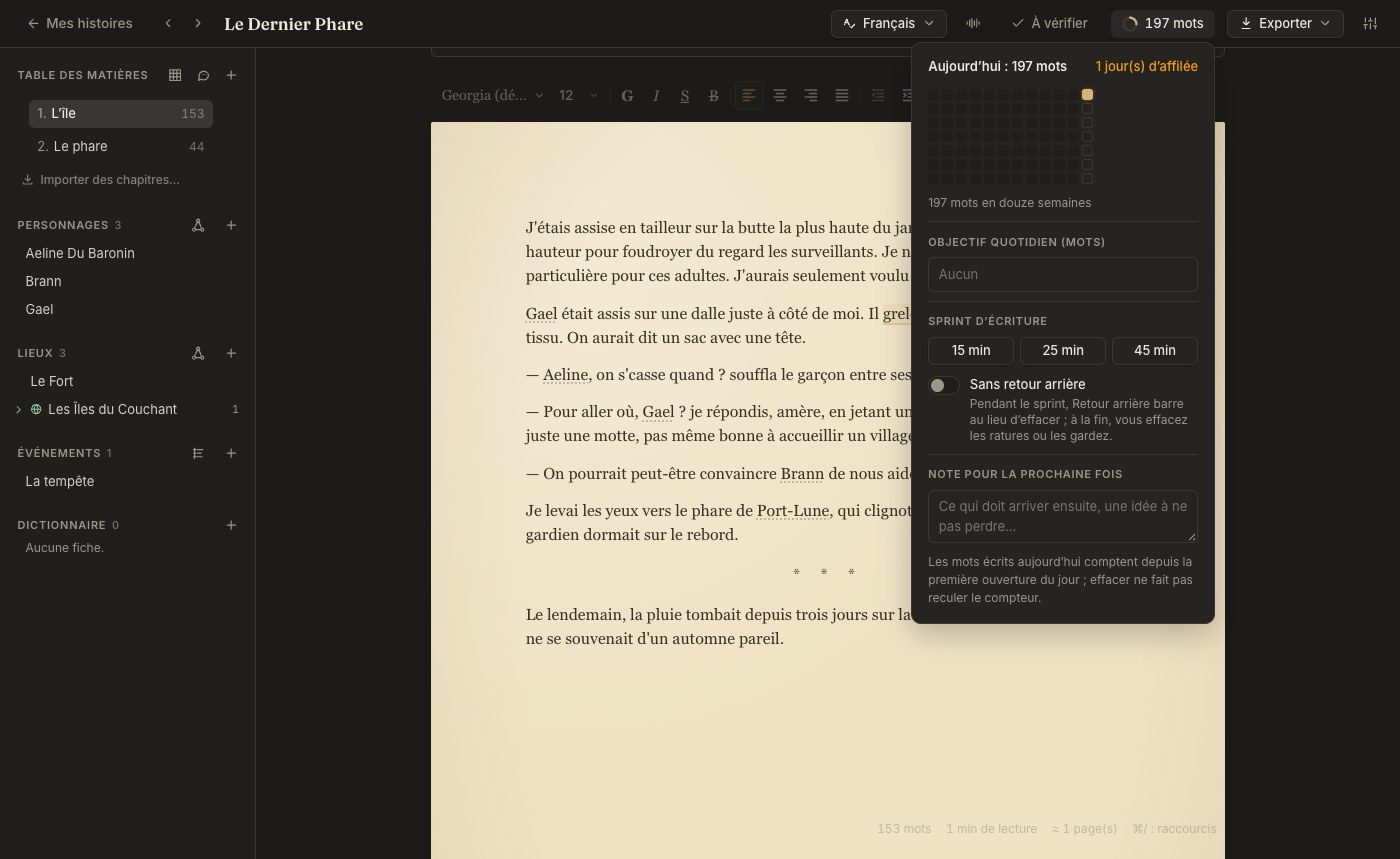 Mes histoires
Le Dernier Phare
Français
À vérifier
197 mots
Exporter
TABLE DES MATIÈRES
1. L’île 153
2. Le phare 44
Importer des chapitres...
PERSONNAGES 3
Aeline Du Baronin
Brann
Gael
LIEUX 3
Le Fort
Les Îles du Couchant 1
ÉVÉNEMENTS 1
La tempête
DICTIONNAIRE 0
Aucune fiche.
Georgia (dé... 12 G I S B
J'étais assise en tailleur sur la butte la plus haute du
hauteur pour foudroyer du regard les surveillants. Je
particulière pour ces adultes. J'aurais seulement voulu
Gael était assis sur une dalle juste à côté de moi. Il
tissu. On aurait dit un sac avec une tête.
— Aeline, on s'casse quand ? souffla le garçon entre ses
— Pour aller où, Gael ? je répondis, amère, en jetant
juste une motte, pas même bonne à accueillir un village
— On pourrait peut-être convaincre Brann de nous
Je levai les yeux vers le phare de Port-Lune, qui
gardien dormait sur le rebord.
* * *
Le lendemain, la pluie tombait depuis trois jours sur la
ne se souvenait d'un automne pareil.
153 mots 1 min de lecture ≈ 1 page(s) ⌘/ : raccourcis
Aujourd’hui : 197 mots 1 jour(s) d’affilée
197 mots en douze semaines
OBJECTIF QUOTIDIEN (MOTS)
Aucun
SPRINT D’ÉCRITURE
15 min 25 min 45 min
Sans retour arrière
Pendant le sprint, Retour arrière barre
au lieu d’effacer ; à la fin, vous effacez
les ratures ou les gardez.
NOTE POUR LA PROCHAINE FOIS
Ce qui doit arriver ensuite, une idée à ne
pas perdre…
Les mots écrits aujourd’hui comptent depuis la
première ouverture du jour ; effacer ne fait pas
reculer le compteur.